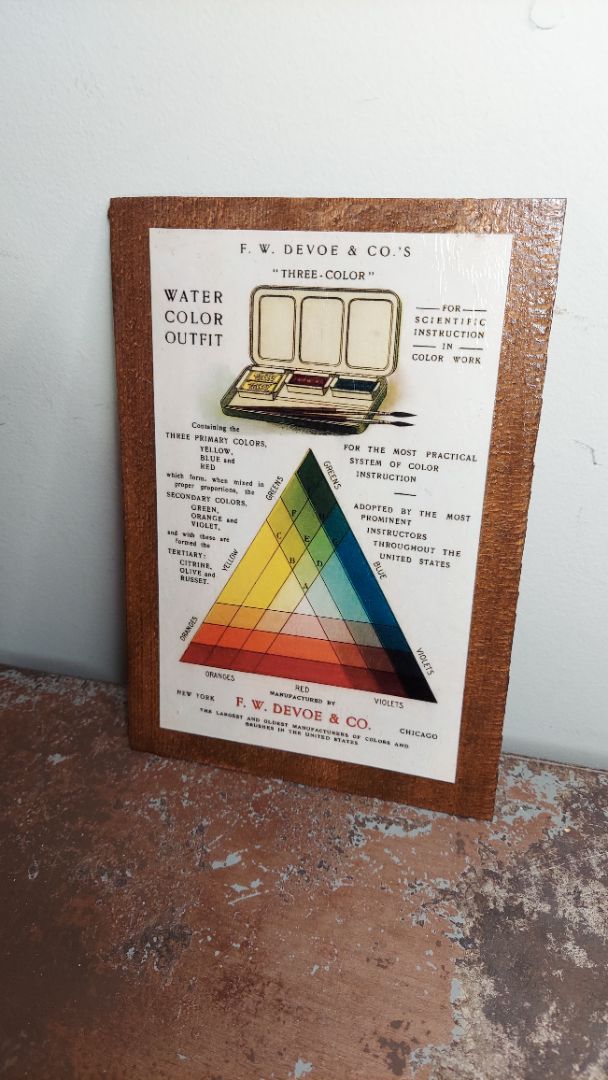 F. W. DEVOE & CO.'S
"THREE-COLOR"
WATER
COLOR
OUTFIT
FOR
SCIENTIFIC
INSTRUCTION
IN
COLOR WORK
Containing the
THREE PRIMARY COLORS,
YELLOW,
BLUE and
RED
which form, when mixed in
proper proportions, the
SECONDARY COLORS,
GREEN,
ORANGE and
VIOLET,
and with these are
formed the
TERTIARY:
CITRINE,
OLIVE and
RUSSET.
FOR THE MOST PRACTICAL
SYSTEM OF COLOR
INSTRUCTION
ADOPTED BY THE MOST
PROMINENT
INSTRUCTORS
THROUGHOUT THE
UNITED STATES
GREENS
GREENS
YELLOW
BLUE
ORANGES
VIOLETS
F
C
E
B
D
A
ORANGES
RED
VIOLETS
MANUFACTURED BY
NEW YORK
F. W. DEVOE & CO.
CHICAGO
THE LARGEST AND OLDEST MANUFACTURERS OF COLORS AND
BRUSHES IN THE UNITED STATES